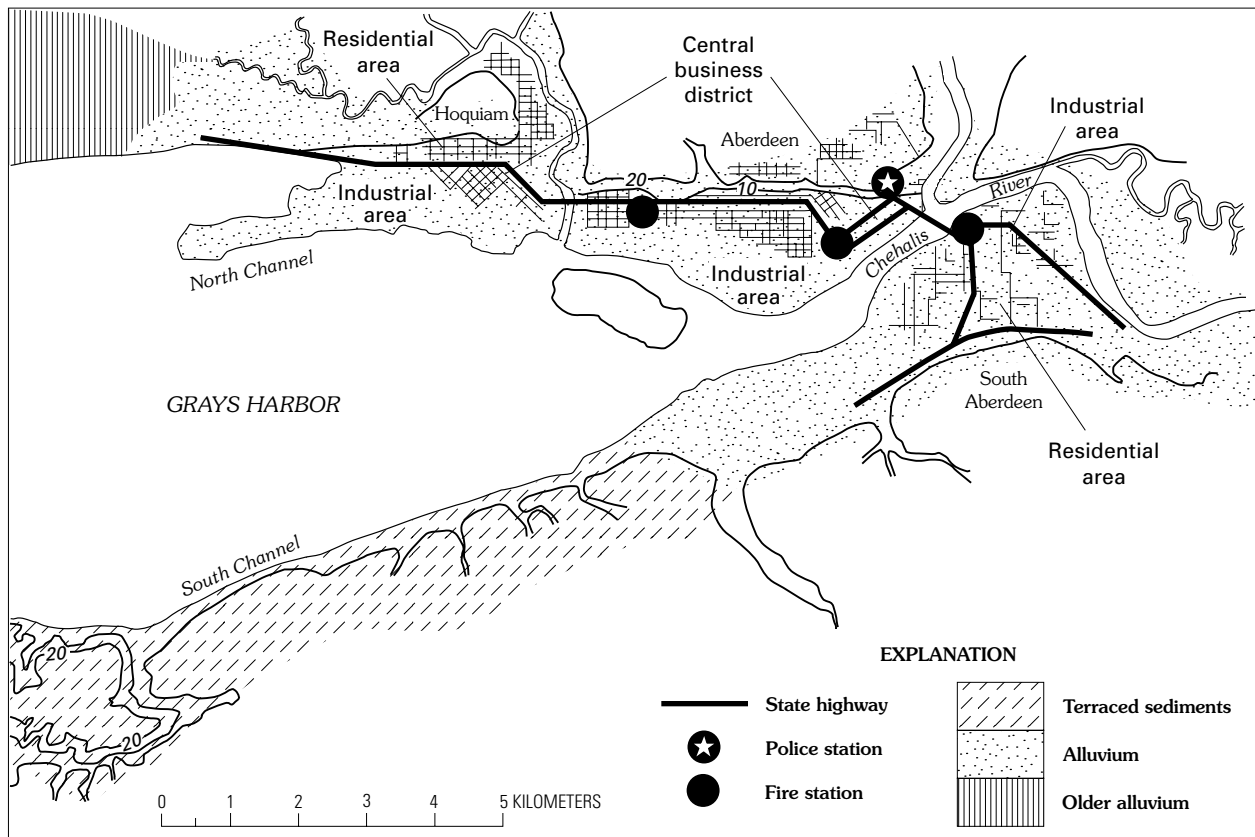 Residential
area
Central
business
district
Industrial
area
Hoquiam
Aberdeen
20
10
River
Industrial
area
Chehalis
North Channel
Industrial
area
GRAYS HARBOR
South
Aberdeen
Residential
area
South Channel
20
20
EXPLANATION
State highway
Police station
Fire station
Terraced sediments
Alluvium
Older alluvium
0 1 2 3 4 5 KILOMETERS